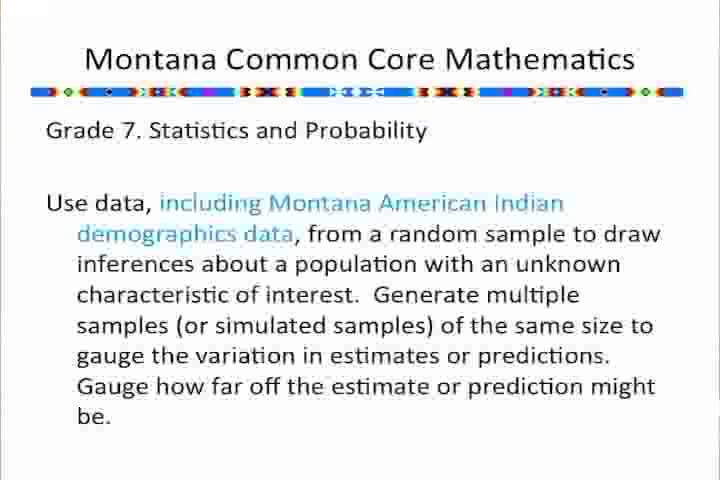 Montana Common Core Mathematics
Grade 7. Statistics and Probability
Use data, including Montana American Indian
demographics data, from a random sample to draw
inferences about a population with an unknown
characteristic of interest.  Generate multiple
samples (or simulated samples) of the same size to
gauge the variation in estimates or predictions.
Gauge how far off the estimate or prediction might
be.